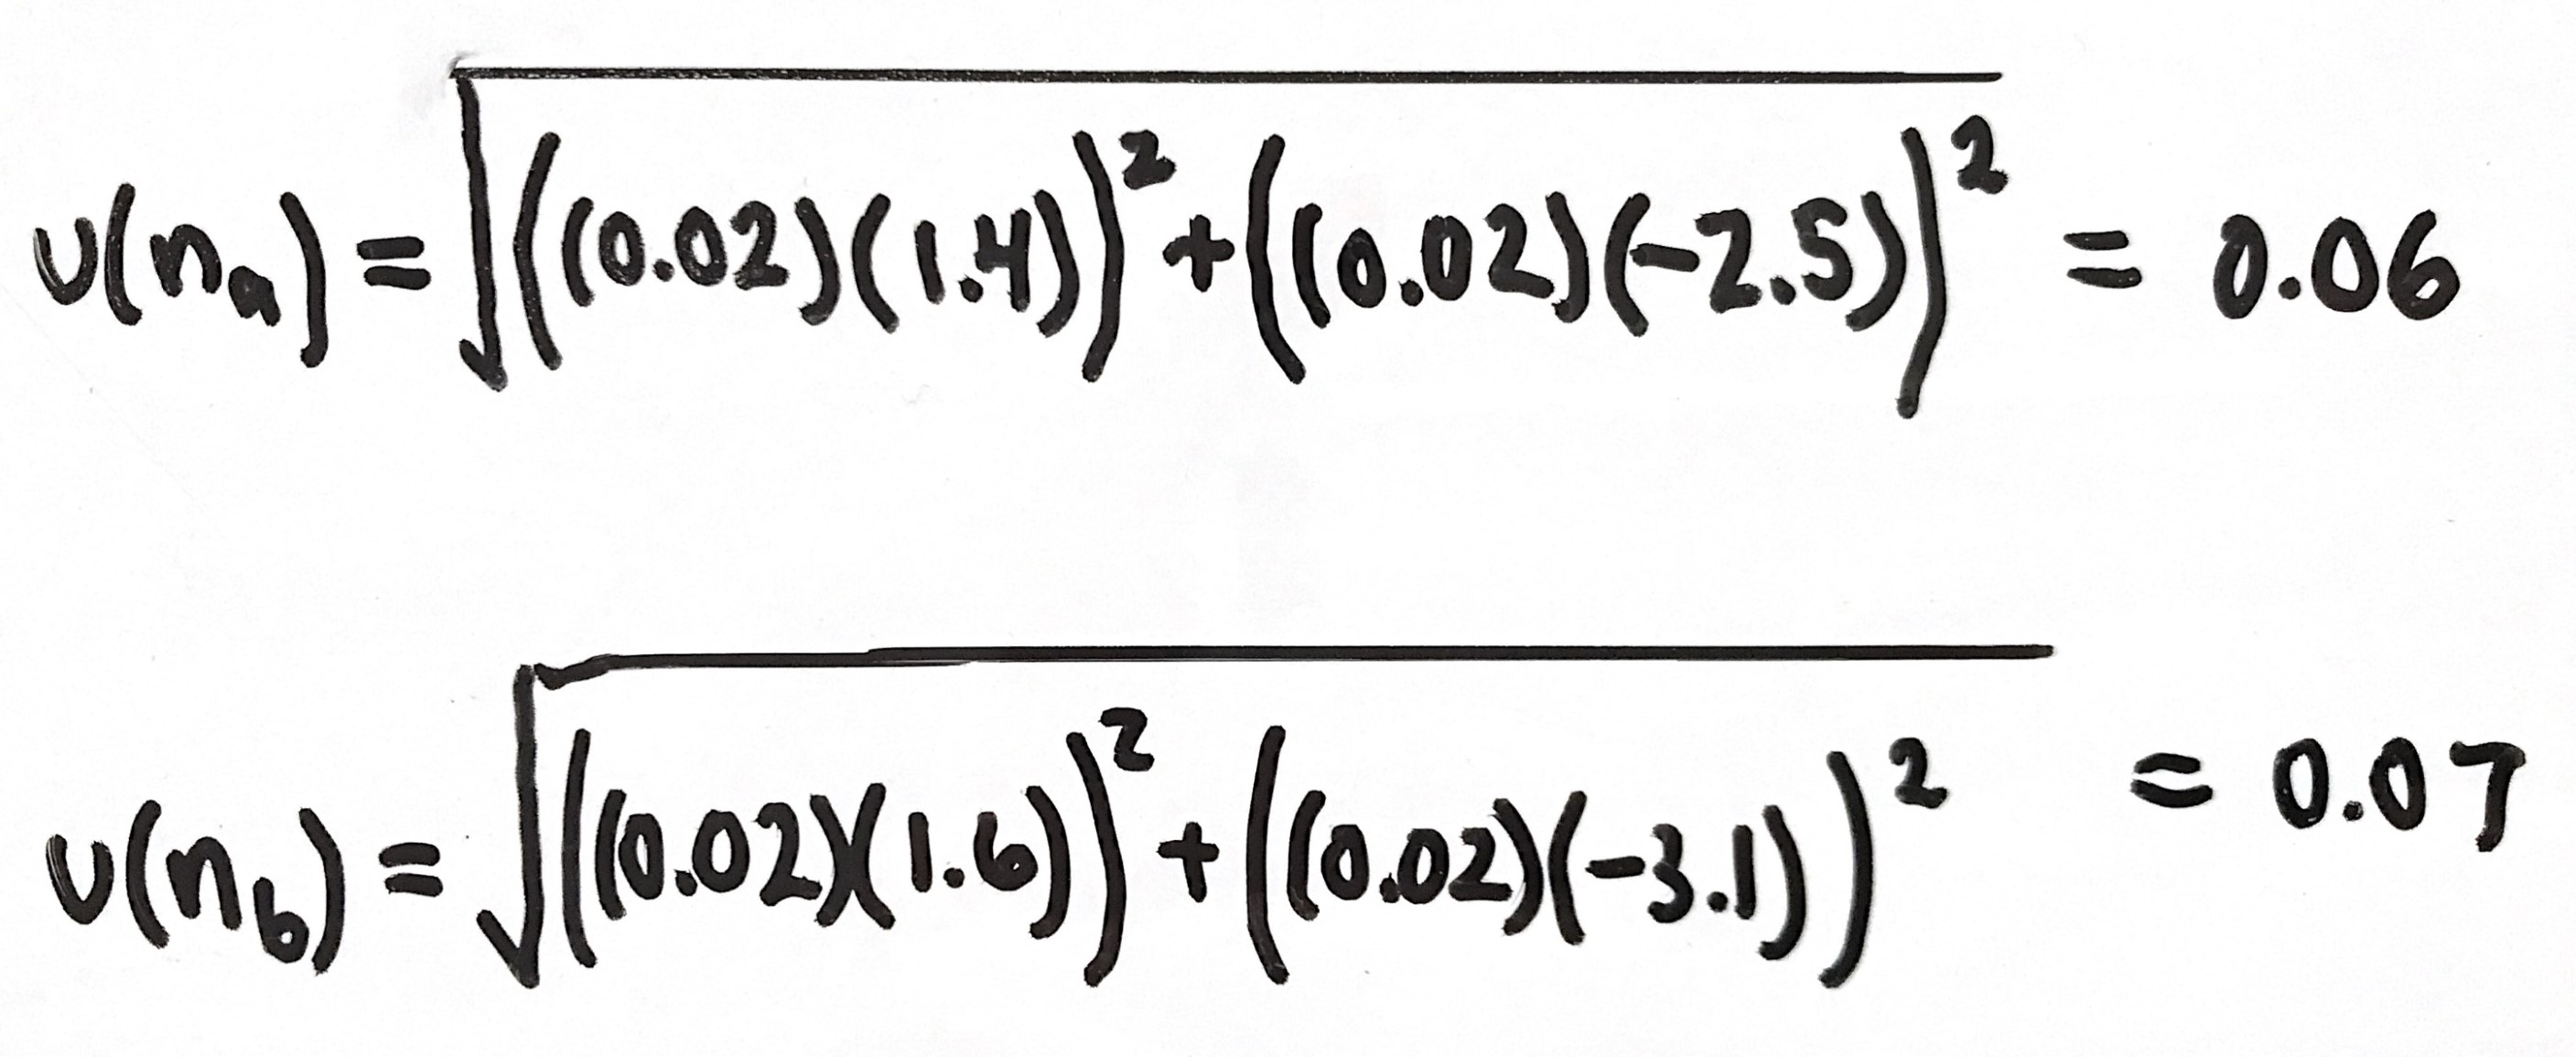 u(nₐ) = √(((0.02)(1.4))² + ((0.02)(-2.5))²) = 0.06
u(n_b) = √(((0.02)(1.6))² + ((0.02)(-3.1))²) = 0.07